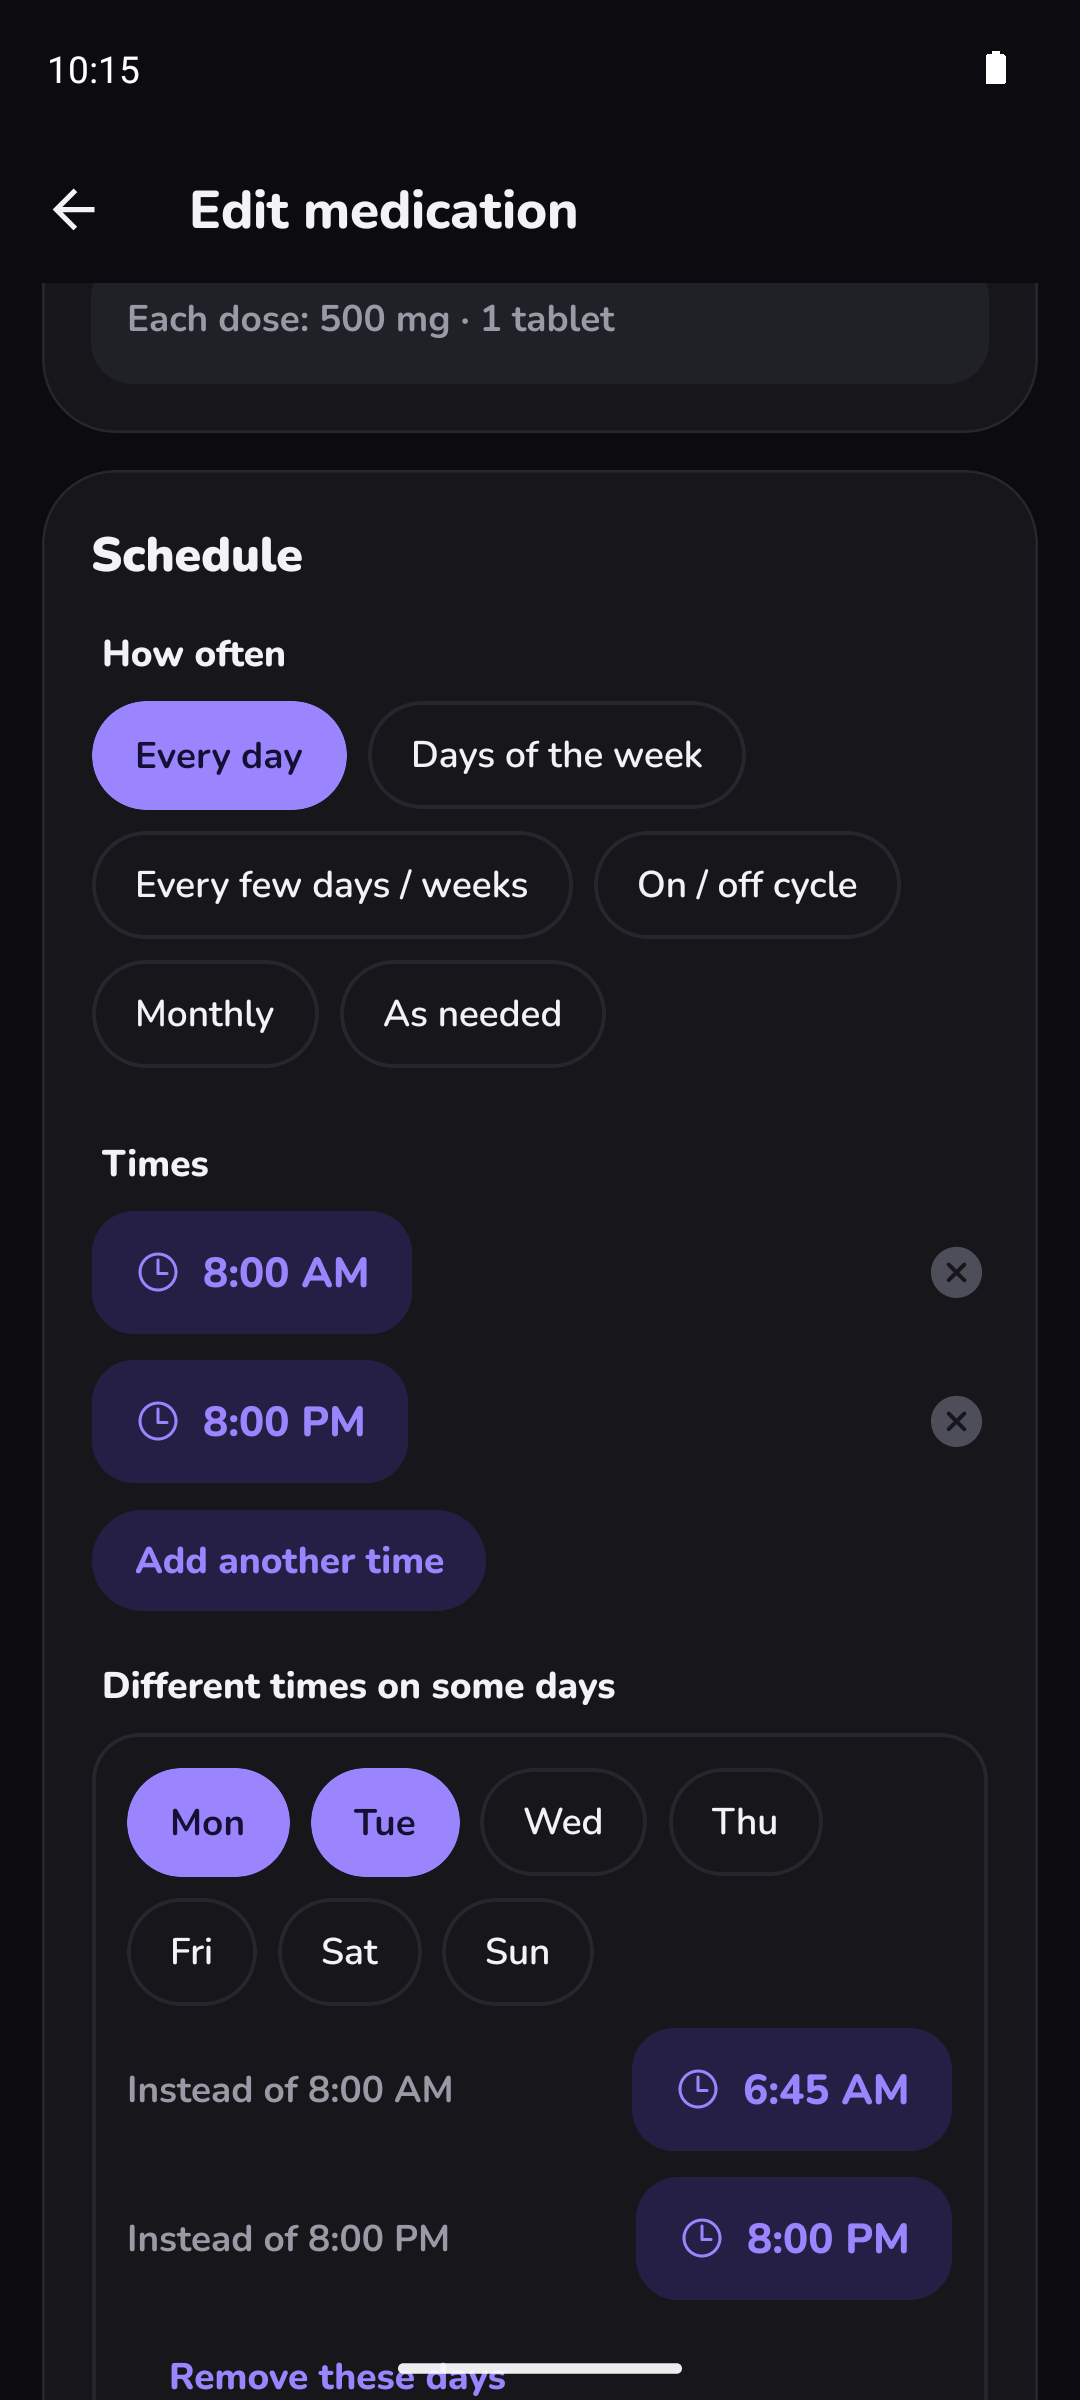 10:15
Edit medication
Each dose: 500 mg · 1 tablet
Schedule
How often
Every day
Days of the week
Every few days / weeks
On / off cycle
Monthly
As needed
Times
8:00 AM
8:00 PM
Add another time
Different times on some days
Mon
Tue
Wed
Thu
Fri
Sat
Sun
Instead of 8:00 AM
6:45 AM
Instead of 8:00 PM
8:00 PM
Remove these days